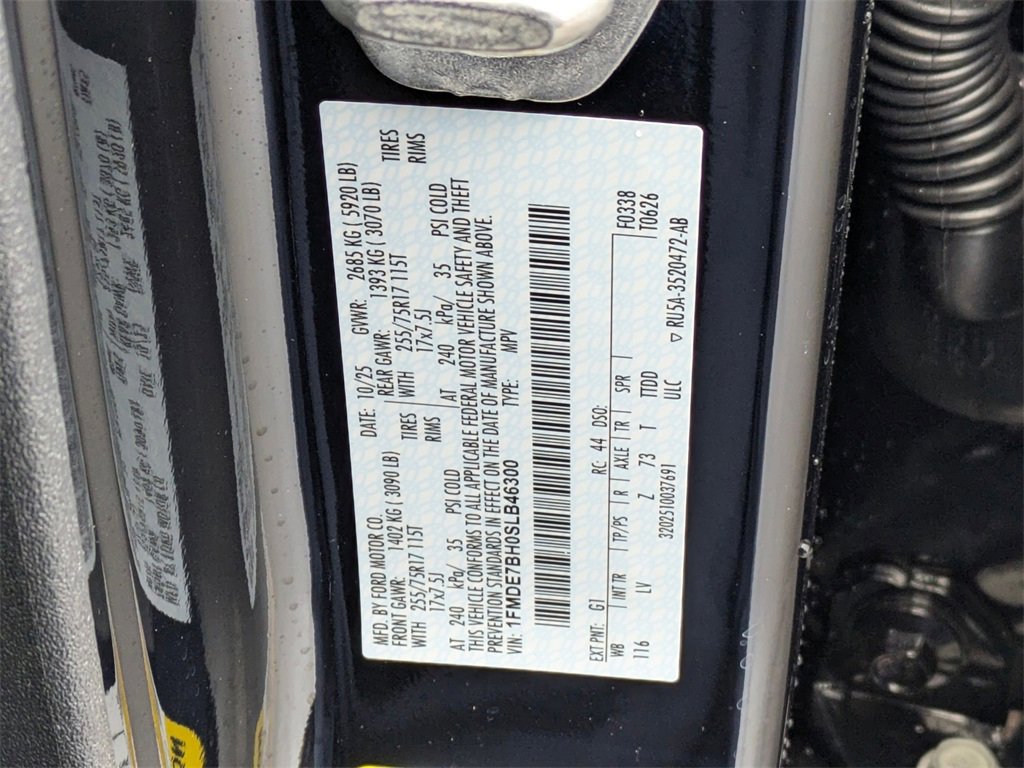 MFD. BY FORD MOTOR CO.
DATE: 10/25 GVWR: 2685 KG ( 5920 LB)
FRONT GAWR: 1402 KG ( 3090 LB) REAR GAWR: 1393 KG ( 3070 LB)
WITH 255/75R17 115T TIRES WITH 255/75R17 115T TIRES
17x7.5J RIMS 17x7.5J RIMS
AT 240 kPa/ 35 PSI COLD AT 240 kPa/ 35 PSI COLD
THIS VEHICLE CONFORMS TO ALL APPLICABLE FEDERAL MOTOR VEHICLE SAFETY AND THEFT
PREVENTION STANDARDS IN EFFECT ON THE DATE OF MANUFACTURE SHOWN ABOVE.
VIN: 1FMDE7BH0SLB46300 TYPE: MPV
EXT PNT: G1 RC: 44 DSO: F0338
WB INTR TP/PS R AXLE TR SPR T0626
116 LV Z 73 T TTDD
3202510037691 ULC ▽ RU5A-3520472-AB